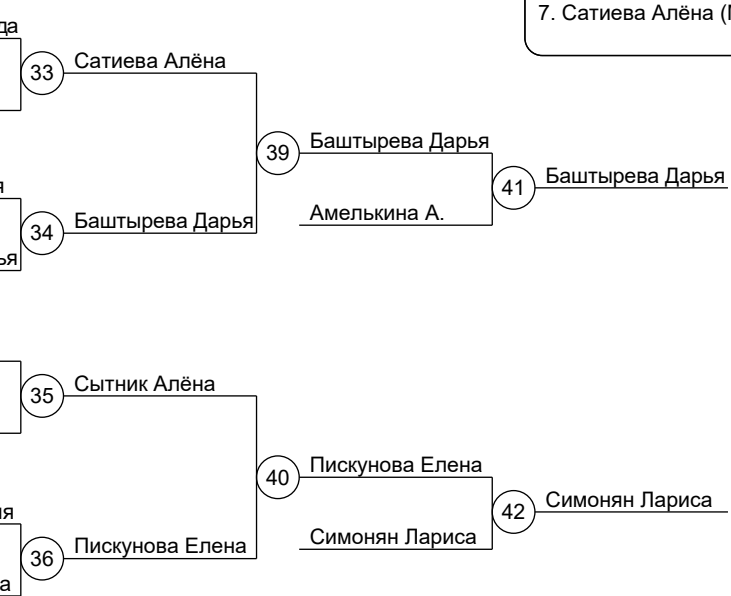 7. Сатиева Алёна
33 Сатиева Алёна
39 Баштырева Дарья
41 Баштырева Дарья
Амелькина А.
34 Баштырева Дарья
35 Сытник Алёна
40 Пискунова Елена
42 Симонян Лариса
Симонян Лариса
36 Пискунова Елена